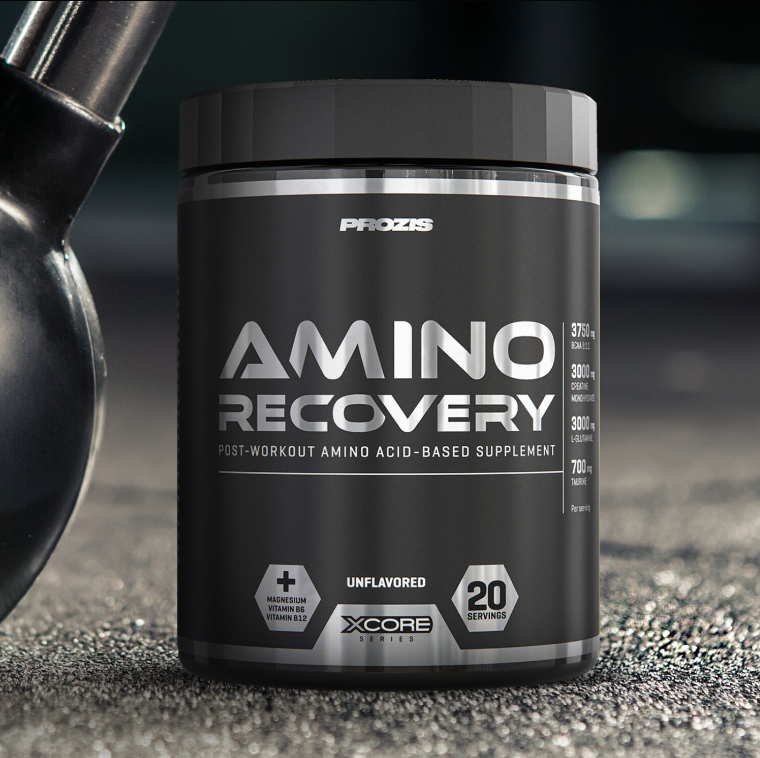 PROZIS
AMINO
RECOVERY
POST-WORKOUT AMINO ACID-BASED SUPPLEMENT
3750 mg
BCAA 8:1:1
3000 mg
CREATINE
MONOHYDRATE
3000 mg
L-GLUTAMINE
700 mg
TAURINE
Per serving
+
MAGNESIUM
VITAMIN B6
VITAMIN B12
UNFLAVORED
XCORE
SERIES
20
SERVINGS